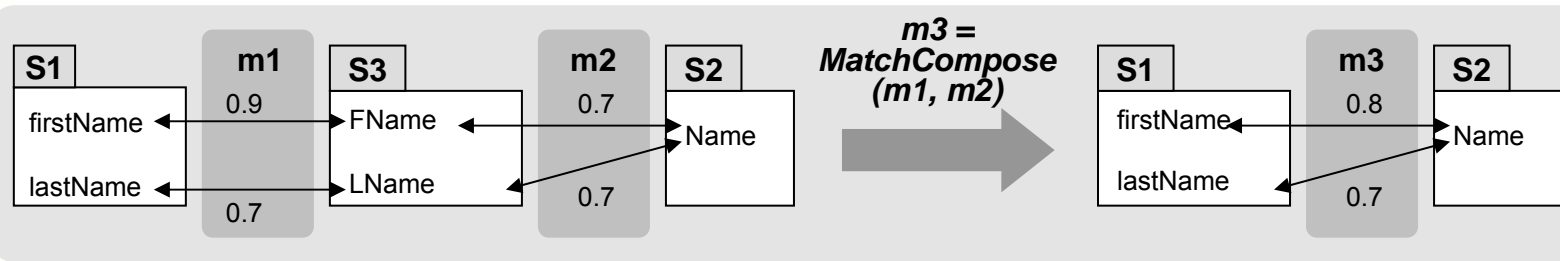 S1
m1
S3
m2
S2
0.9
0.7
firstName
FName
Name
lastName
LName
0.7
0.7
m3 =
MatchCompose
(m1, m2)
S1
m3
S2
0.8
firstName
Name
lastName
0.7